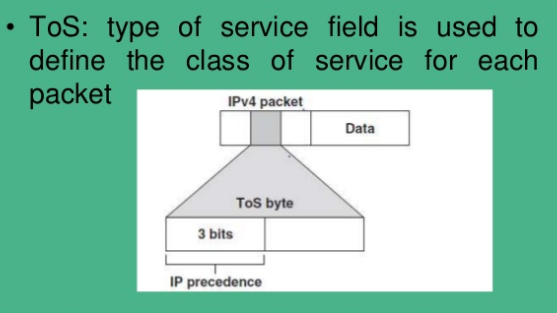 • ToS: type of service field is used to
define the class of service for each
packet
IPv4 packet
Data
ToS byte
3 bits
IP precedence